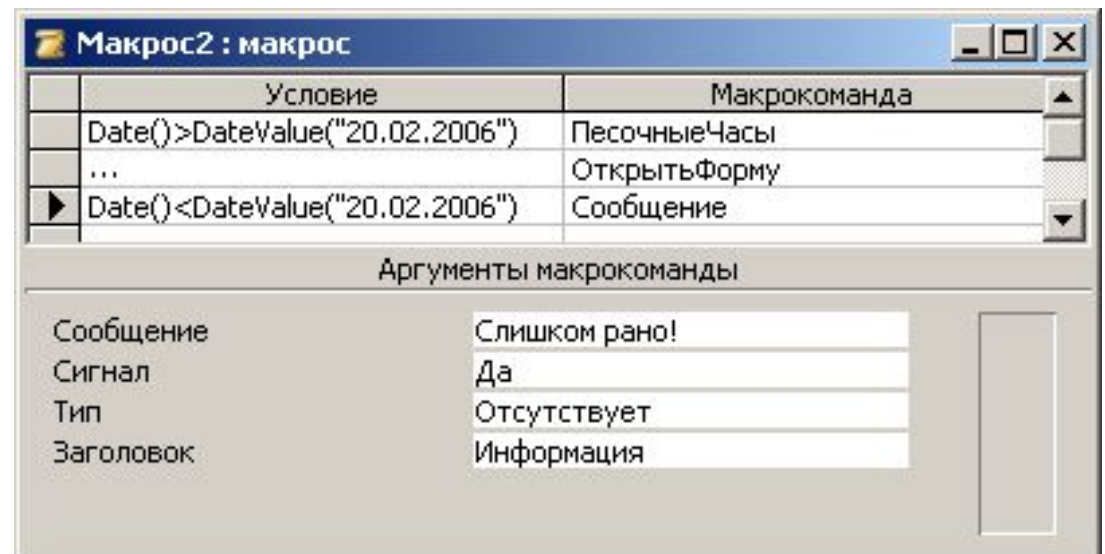 Макрос2 : макрос
Условие Макрокоманда
Date()>DateValue("20.02.2006") ПесочныеЧасы
... ОткрытьФорму
Date()<DateValue("20.02.2006") Сообщение
Аргументы макрокоманды
Сообщение Слишком рано!
Сигнал Да
Тип Отсутствует
Заголовок Информация